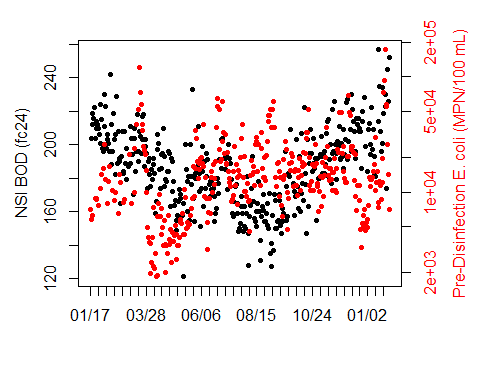 NSI BOD (fc24)
240
200
160
120
01/17 03/28 06/06 08/15 10/24 01/02
2e+05
5e+04
1e+04
2e+03
Pre-Disinfection E. coli (MPN/100 mL)